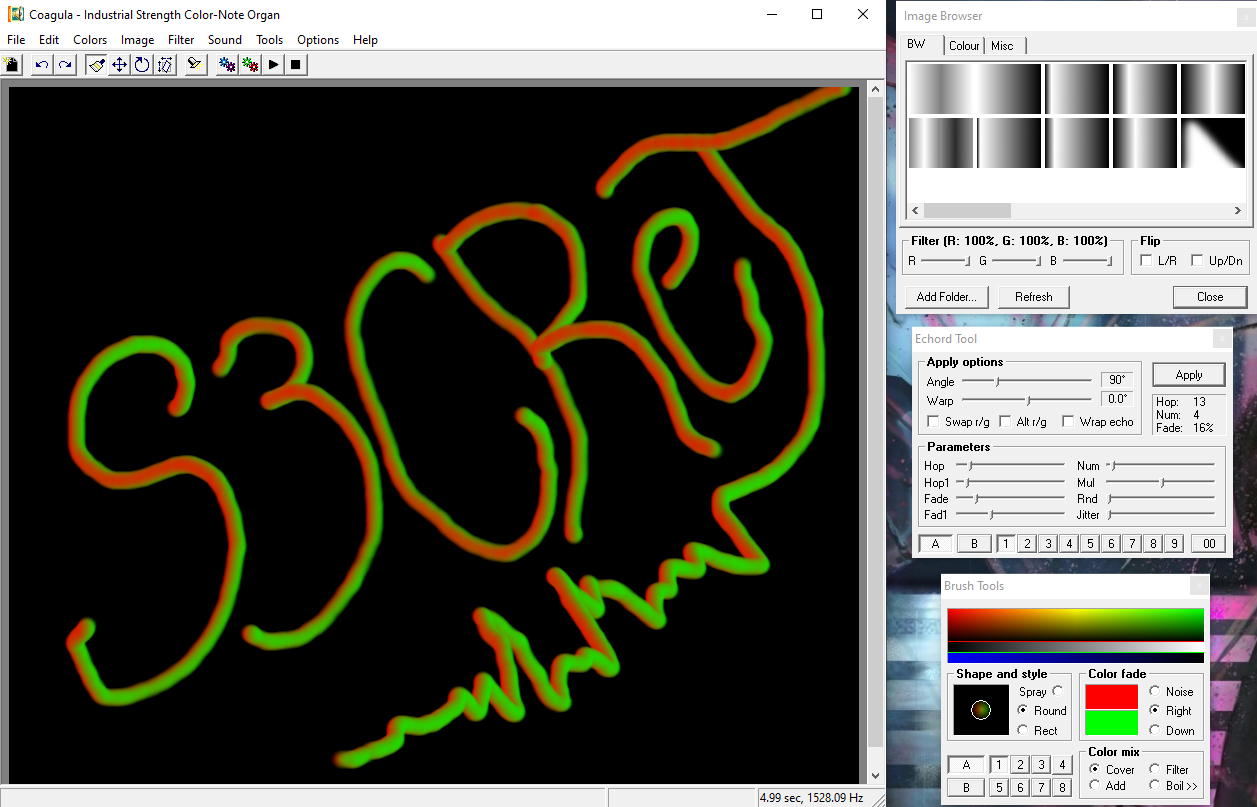 Coagula - Industrial Strength Color-Note Organ
File Edit Colors Image Filter Sound Tools Options Help
S3CReT
4.99 sec, 1528.09 Hz
Image Browser
BW Colour Misc
Filter (R: 100%, G: 100%, B: 100%)
R G B
Flip
L/R Up/Dn
Add Folder... Refresh Close
Echord Tool
Apply options
Angle 90°
Warp 0.0°
Swap r/g Alt r/g Wrap echo
Apply
Hop: 13
Num: 4
Fade: 16%
Parameters
Hop Num
Hop1 Mul
Fade Rnd
Fad1 Jitter
A B 1 2 3 4 5 6 7 8 9 00
Brush Tools
Shape and style
Spray
Round
Rect
Color fade
Noise
Right
Down
A 1 2 3 4
B 5 6 7 8
Color mix
Cover Filter
Add Boil >>